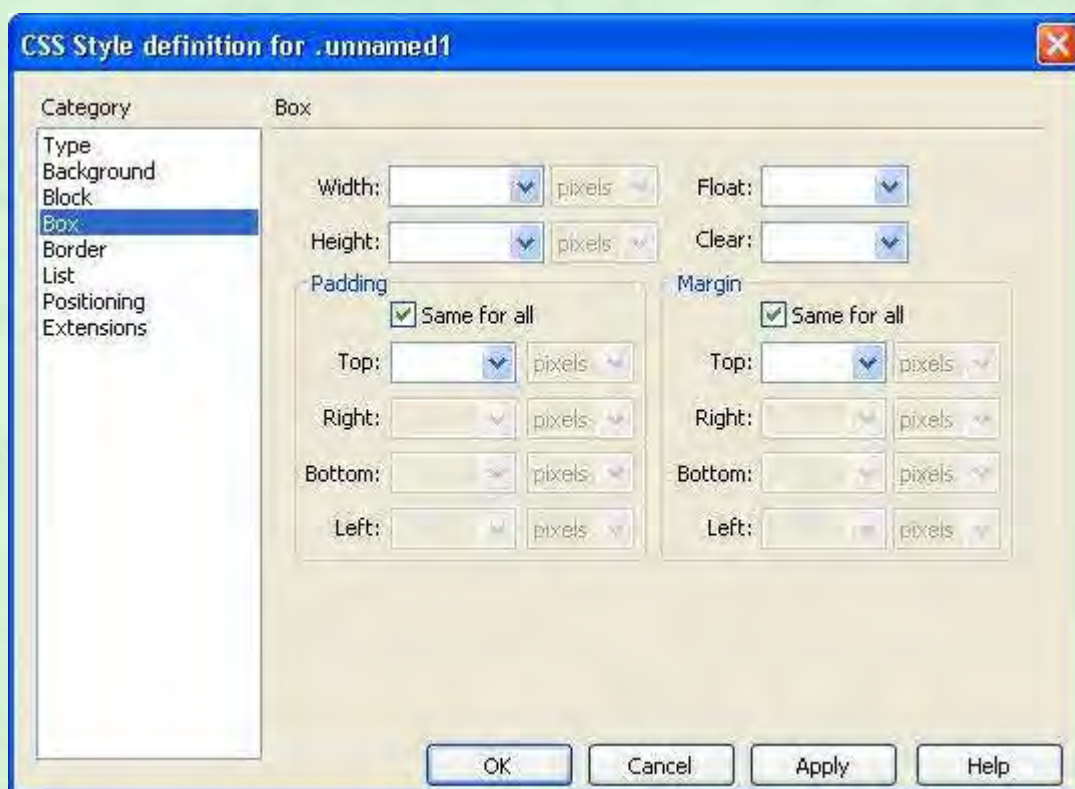 CSS Style definition for .unnamed1
Category
Box
Type
Background
Block
Box
Border
List
Positioning
Extensions
Width: pixels Float:
Height: pixels Clear:
Padding Margin
Same for all Same for all
Top: pixels Top: pixels
Right: pixels Right: pixels
Bottom: pixels Bottom: pixels
Left: pixels Left: pixels
OK Cancel Apply Help